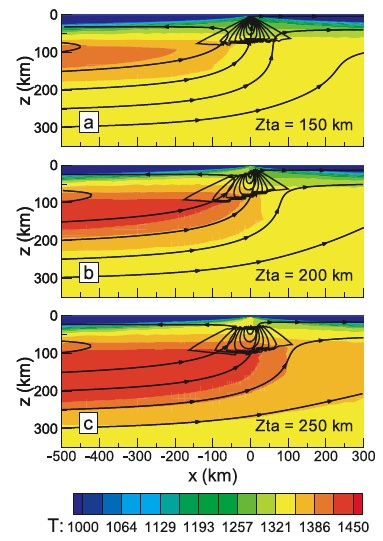 0
100
200
300
z (km)
a
Zta = 150 km
0
100
200
300
z (km)
b
Zta = 200 km
0
100
200
300
z (km)
c
Zta = 250 km
-500 -400 -300 -200 -100 0 100 200 300
x (km)
T: 1000 1064 1129 1193 1257 1321 1386 1450